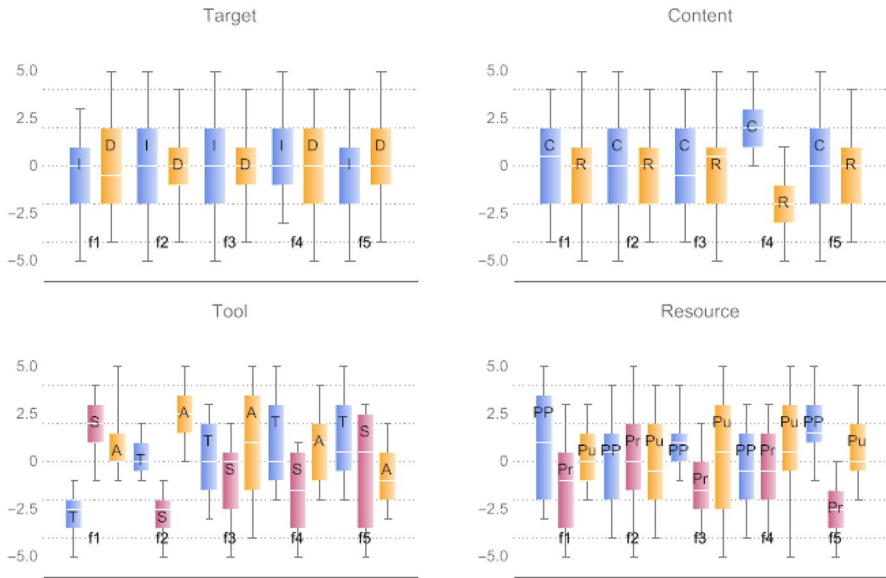 Target
5.0
2.5
0
−2.5
−5.0
I D I D I D I D I D
f1 f2 f3 f4 f5
Content
5.0
2.5
0
−2.5
−5.0
C R C R C R C R C R
f1 f2 f3 f4 f5
Tool
5.0
2.5
0
−2.5
−5.0
T S A T S A T S A T S A T S A
f1 f2 f3 f4 f5
Resource
5.0
2.5
0
−2.5
−5.0
PP Pr Pu PP Pr Pu PP Pr Pu PP Pr Pu PP Pr Pu
f1 f2 f3 f4 f5